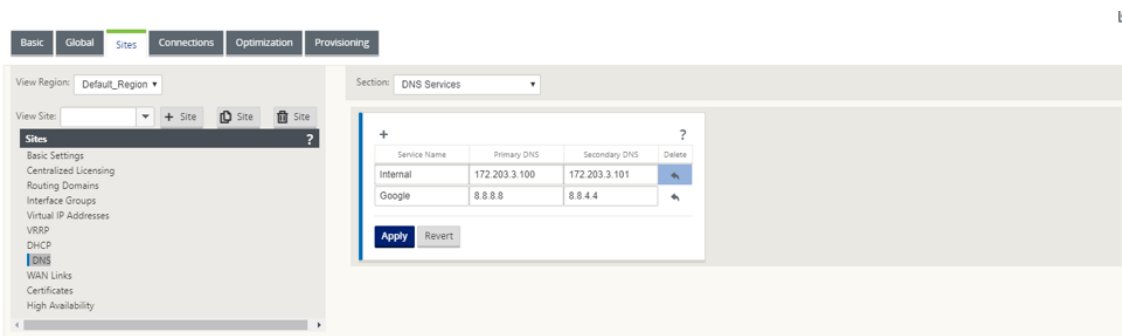 Basic Global Sites Connections Optimization Provisioning
View Region: Default_Region
Section: DNS Services
View Site: + Site Site Site
Sites ?
Basic Settings
Centralized Licensing
Routing Domains
Interface Groups
Virtual IP Addresses
VRRP
DHCP
DNS
WAN Links
Certificates
High Availability
+ ?
Service Name Primary DNS Secondary DNS Delete
Internal 172.203.3.100 172.203.3.101
Google 8.8.8.8 8.8.4.4
Apply Revert